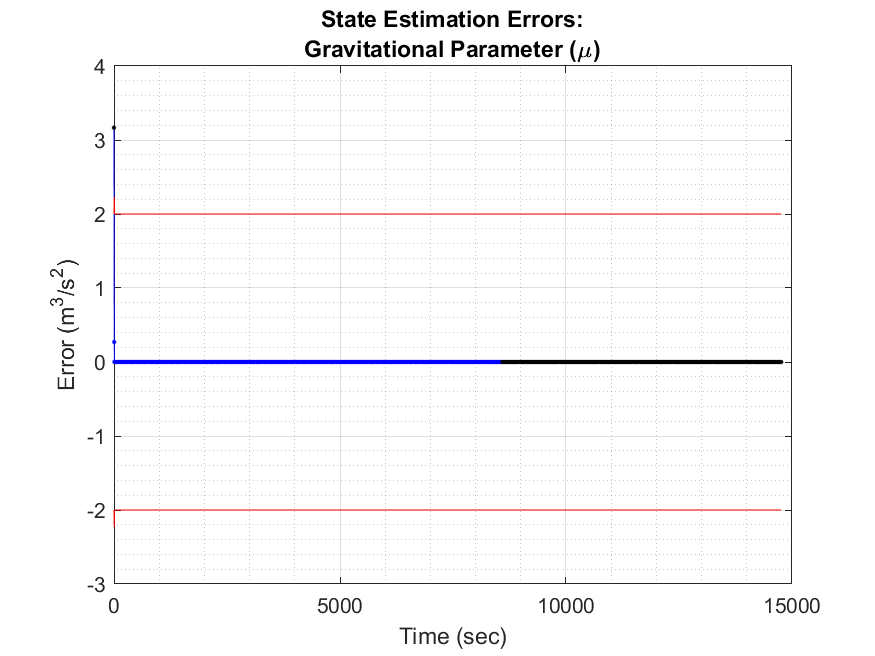 State Estimation Errors:
Gravitational Parameter (μ)
Error (m³/s²)
4
3
2
1
0
-1
-2
-3
0 5000 10000 15000
Time (sec)